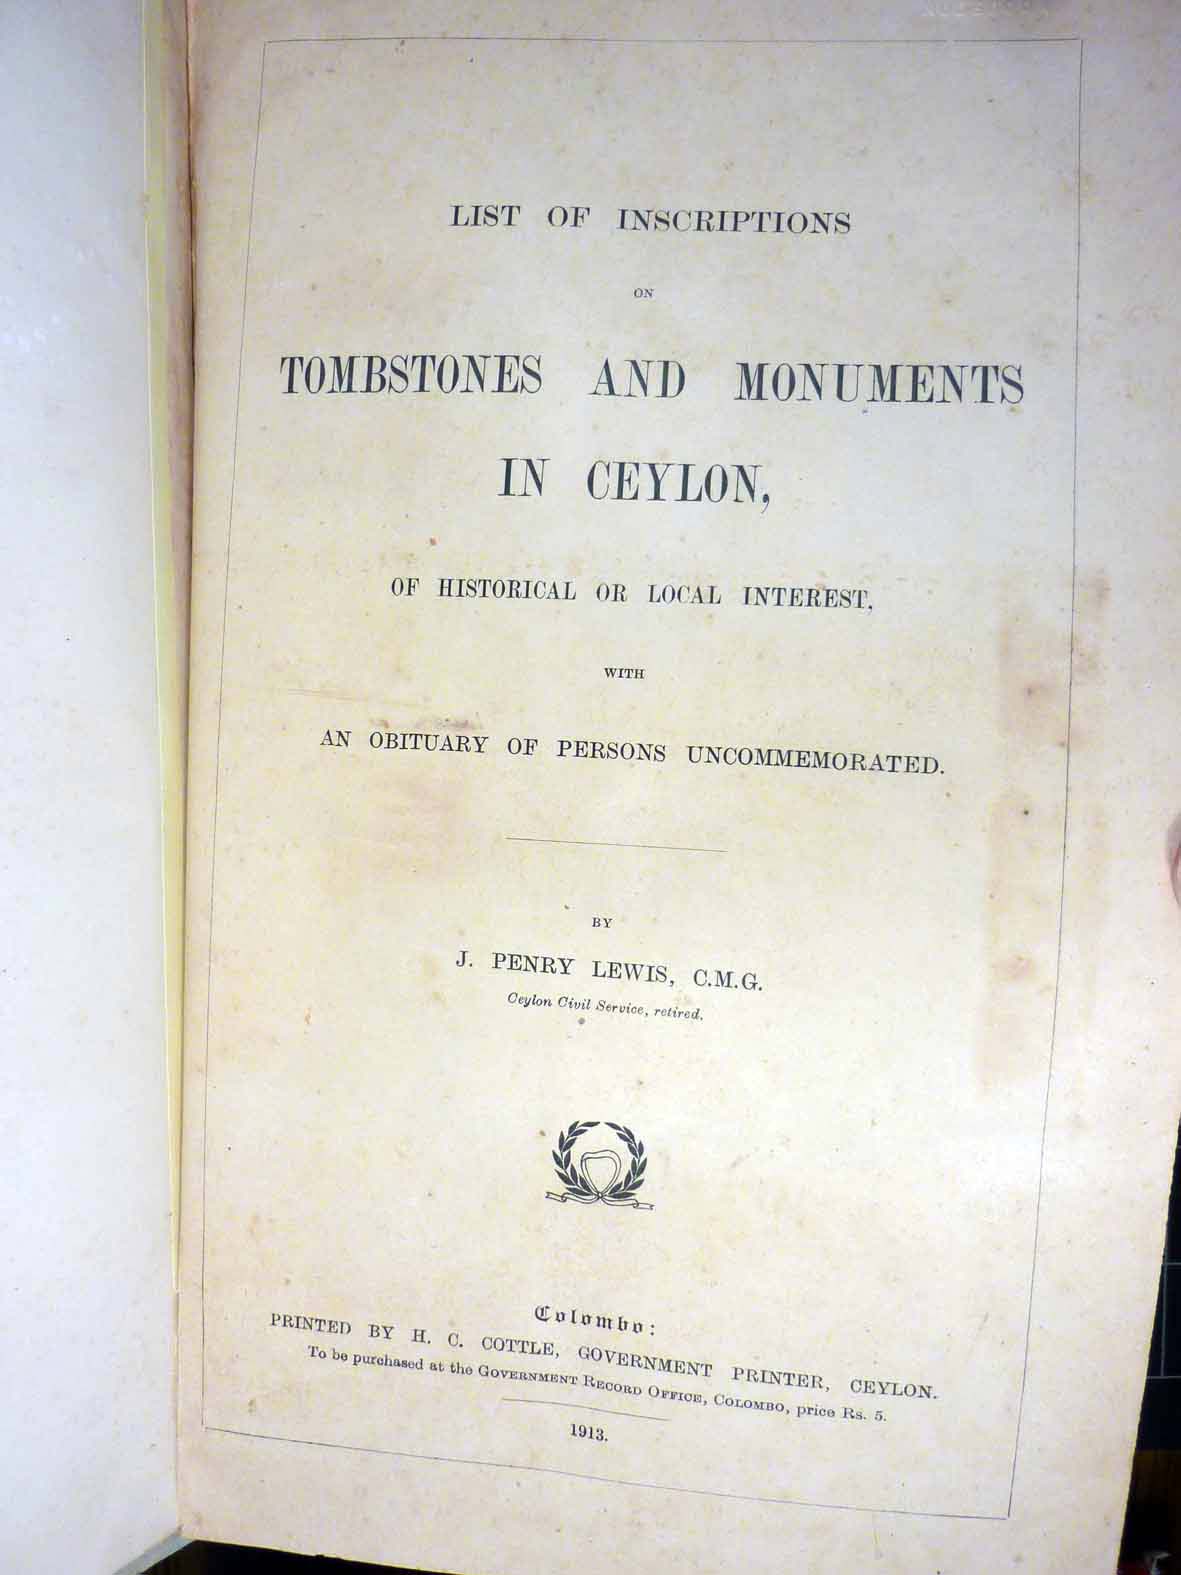 LIST OF INSCRIPTIONS
ON
TOMBSTONES AND MONUMENTS
IN CEYLON,
OF HISTORICAL OR LOCAL INTEREST,
WITH
AN OBITUARY OF PERSONS UNCOMMEMORATED.
BY
J. PENRY LEWIS, C.M.G.
Ceylon Civil Service, retired.
Colombo:
PRINTED BY H. C. COTTLE, GOVERNMENT PRINTER, CEYLON.
To be purchased at the GOVERNMENT RECORD OFFICE, COLOMBO, price Rs. 5.
1913.